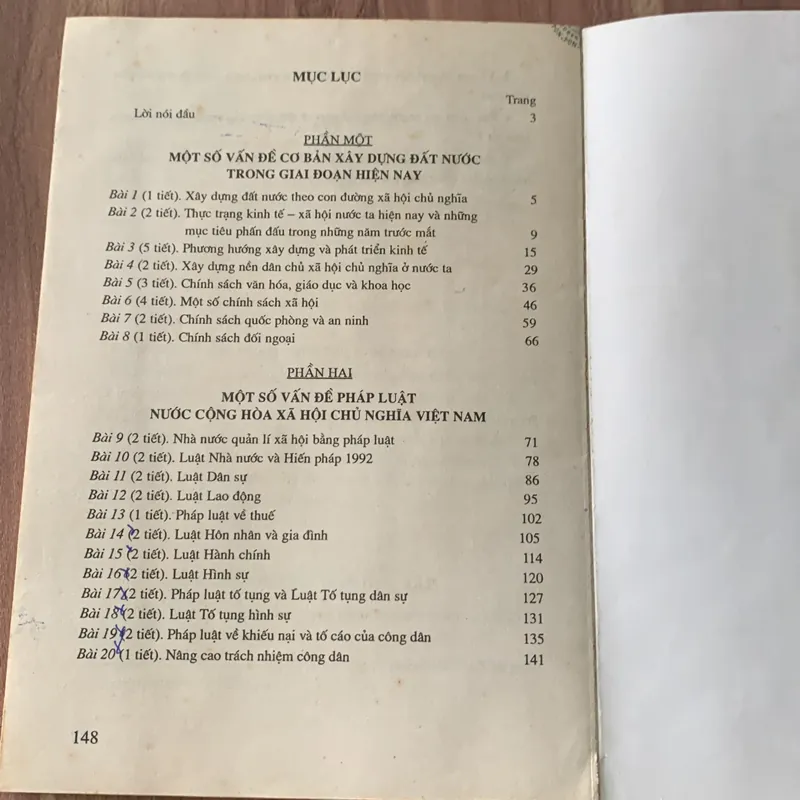 MỤC LỤC
Trang
Lời nói đầu 3
PHẦN MỘT
MỘT SỐ VẤN ĐỀ CƠ BẢN XÂY DỰNG ĐẤT NƯỚC
TRONG GIAI ĐOẠN HIỆN NAY
Bài 1 (1 tiết). Xây dựng đất nước theo con đường xã hội chủ nghĩa 5
Bài 2 (2 tiết). Thực trạng kinh tế – xã hội nước ta hiện nay và những
mục tiêu phấn đấu trong những năm trước mắt 9
Bài 3 (5 tiết). Phương hướng xây dựng và phát triển kinh tế 15
Bài 4 (2 tiết). Xây dựng nền dân chủ xã hội chủ nghĩa ở nước ta 29
Bài 5 (3 tiết). Chính sách văn hóa, giáo dục và khoa học 36
Bài 6 (4 tiết). Một số chính sách xã hội 46
Bài 7 (2 tiết). Chính sách quốc phòng và an ninh 59
Bài 8 (1 tiết). Chính sách đối ngoại 66
PHẦN HAI
MỘT SỐ VẤN ĐỀ PHÁP LUẬT
NƯỚC CỘNG HÒA XÃ HỘI CHỦ NGHĨA VIỆT NAM
Bài 9 (2 tiết). Nhà nước quản lí xã hội bằng pháp luật 71
Bài 10 (2 tiết). Luật Nhà nước và Hiến pháp 1992 78
Bài 11 (2 tiết). Luật Dân sự 86
Bài 12 (2 tiết). Luật Lao động 95
Bài 13 (1 tiết). Pháp luật về thuế 102
Bài 14 (2 tiết). Luật Hôn nhân và gia đình 105
Bài 15 (2 tiết). Luật Hành chính 114
Bài 16 (2 tiết). Luật Hình sự 120
Bài 17 (2 tiết). Pháp luật tố tụng và Luật Tố tụng dân sự 127
Bài 18 (2 tiết). Luật Tố tụng hình sự 131
Bài 19 (2 tiết). Pháp luật về khiếu nại và tố cáo của công dân 135
Bài 20 (1 tiết). Nâng cao trách nhiệm công dân 141
148